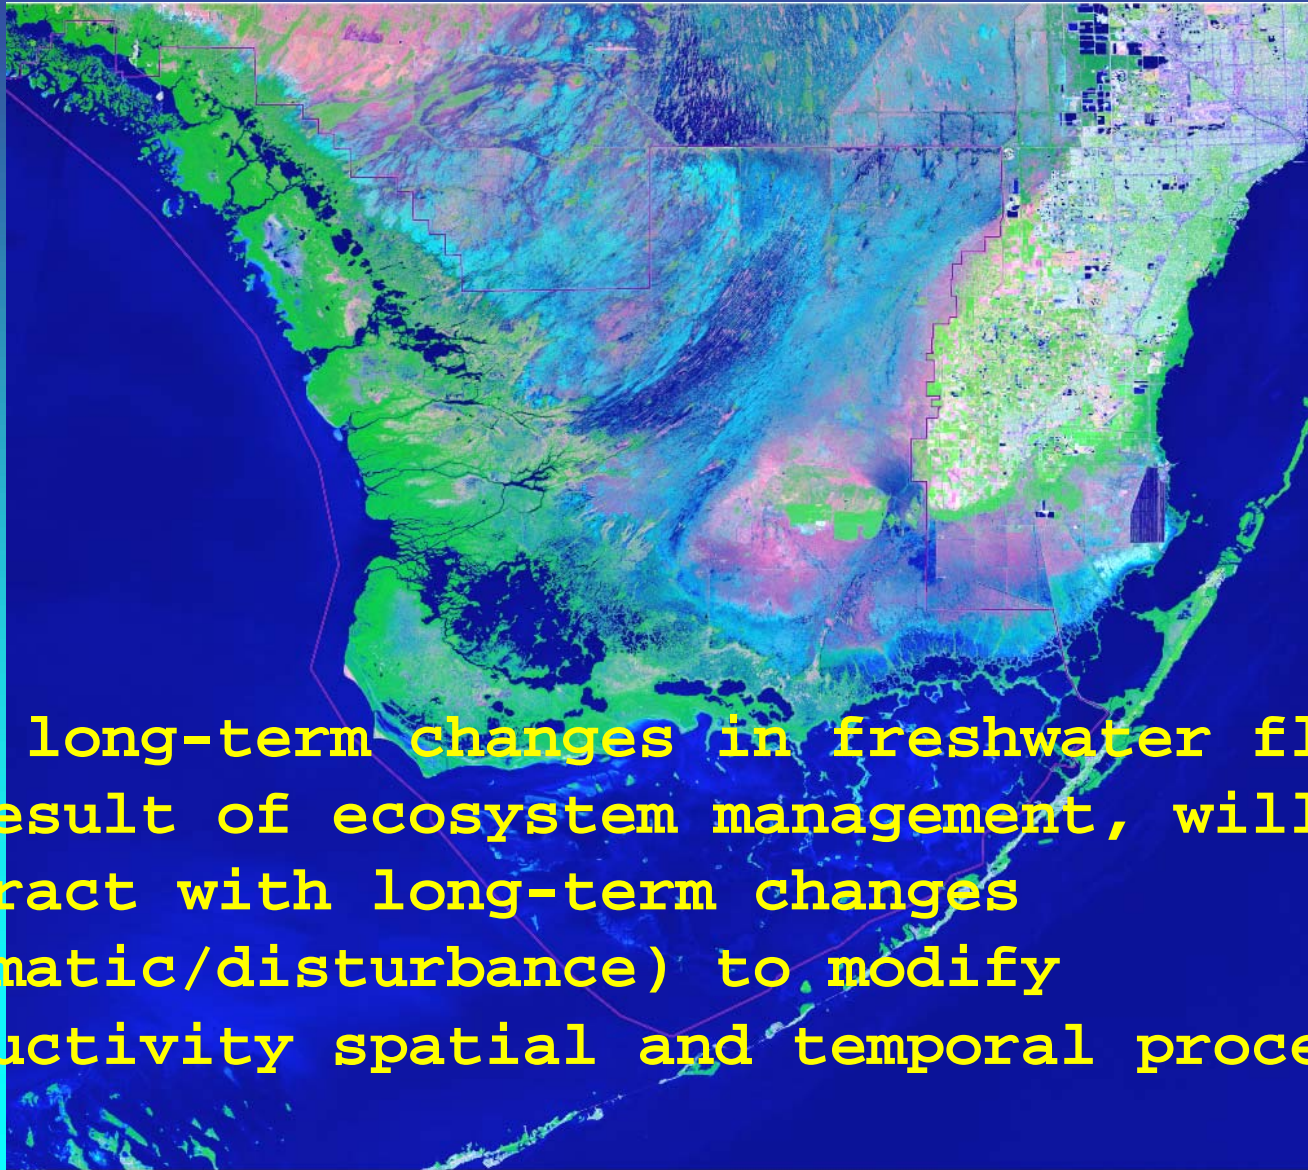 long-term changes in freshwater fl
esult of ecosystem management, will
ract with long-term changes
matic/disturbance) to modify
uctivity spatial and temporal proce